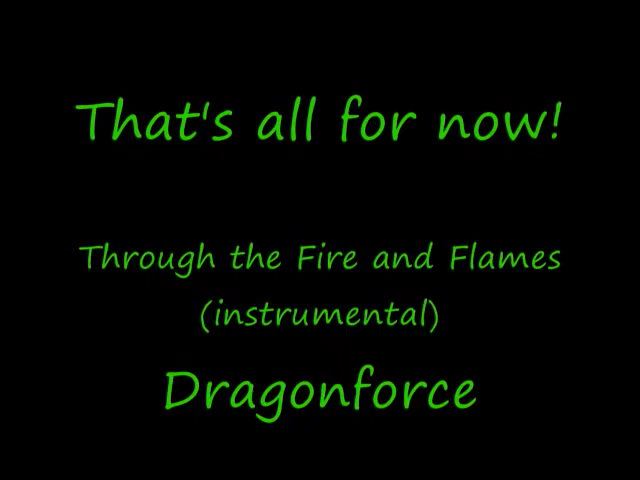 That's all for now!
Through the Fire and Flames
(instrumental)
Dragonforce